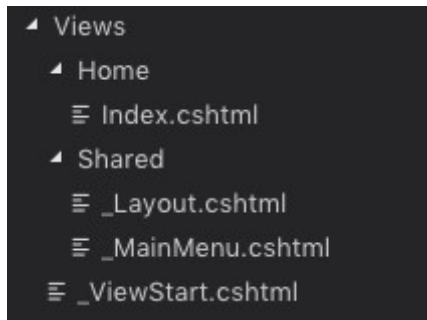 Views
Home
Index.cshtml
Shared
_Layout.cshtml
_MainMenu.cshtml
_ViewStart.cshtml